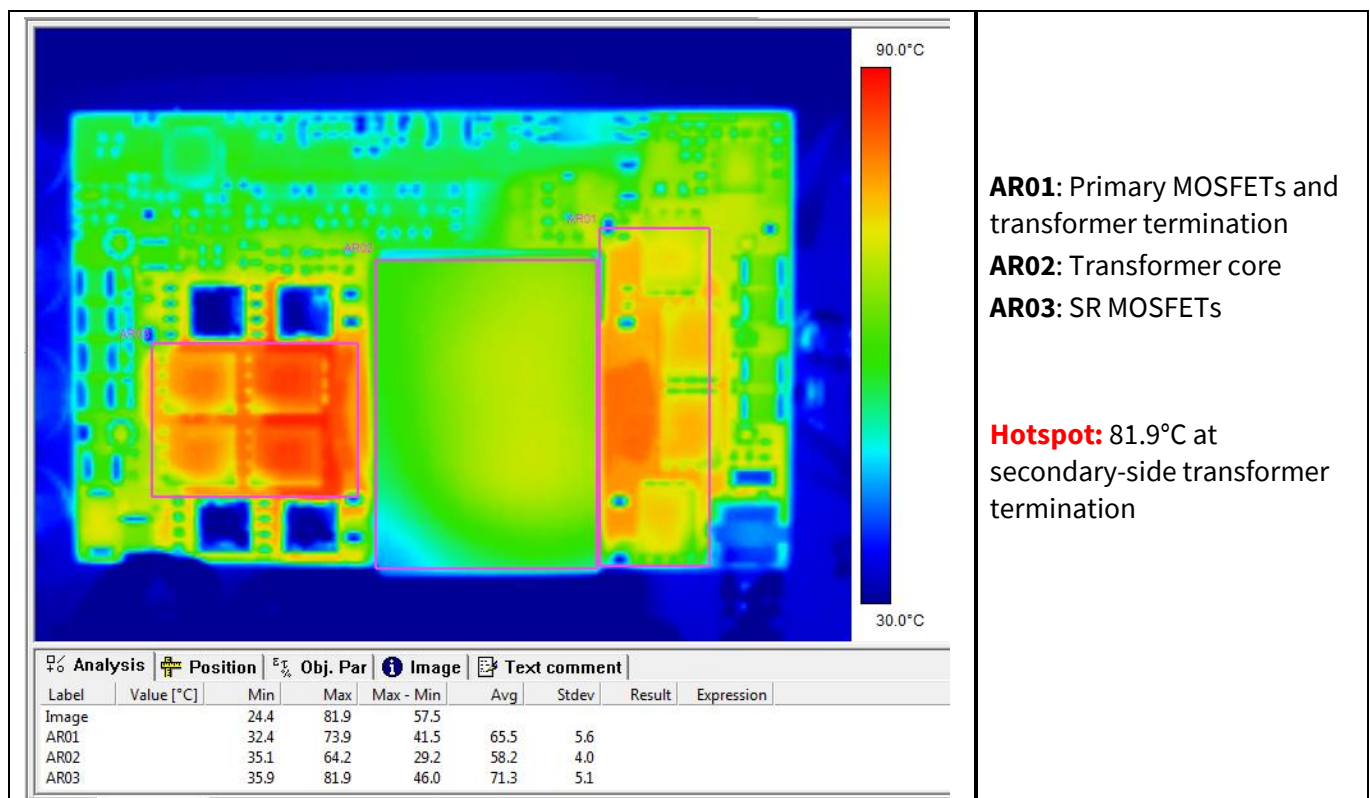 90.0°C
AR01
AR02
AR03
30.0°C
Analysis Position Obj. Par Image Text comment
Label Value [°C] Min Max Max - Min Avg Stdev Result Expression
Image 24.4 81.9 57.5
AR01 32.4 73.9 41.5 65.5 5.6
AR02 35.1 64.2 29.2 58.2 4.0
AR03 35.9 81.9 46.0 71.3 5.1
AR01: Primary MOSFETs and
transformer termination
AR02: Transformer core
AR03: SR MOSFETs
Hotspot: 81.9°C at
secondary-side transformer
termination